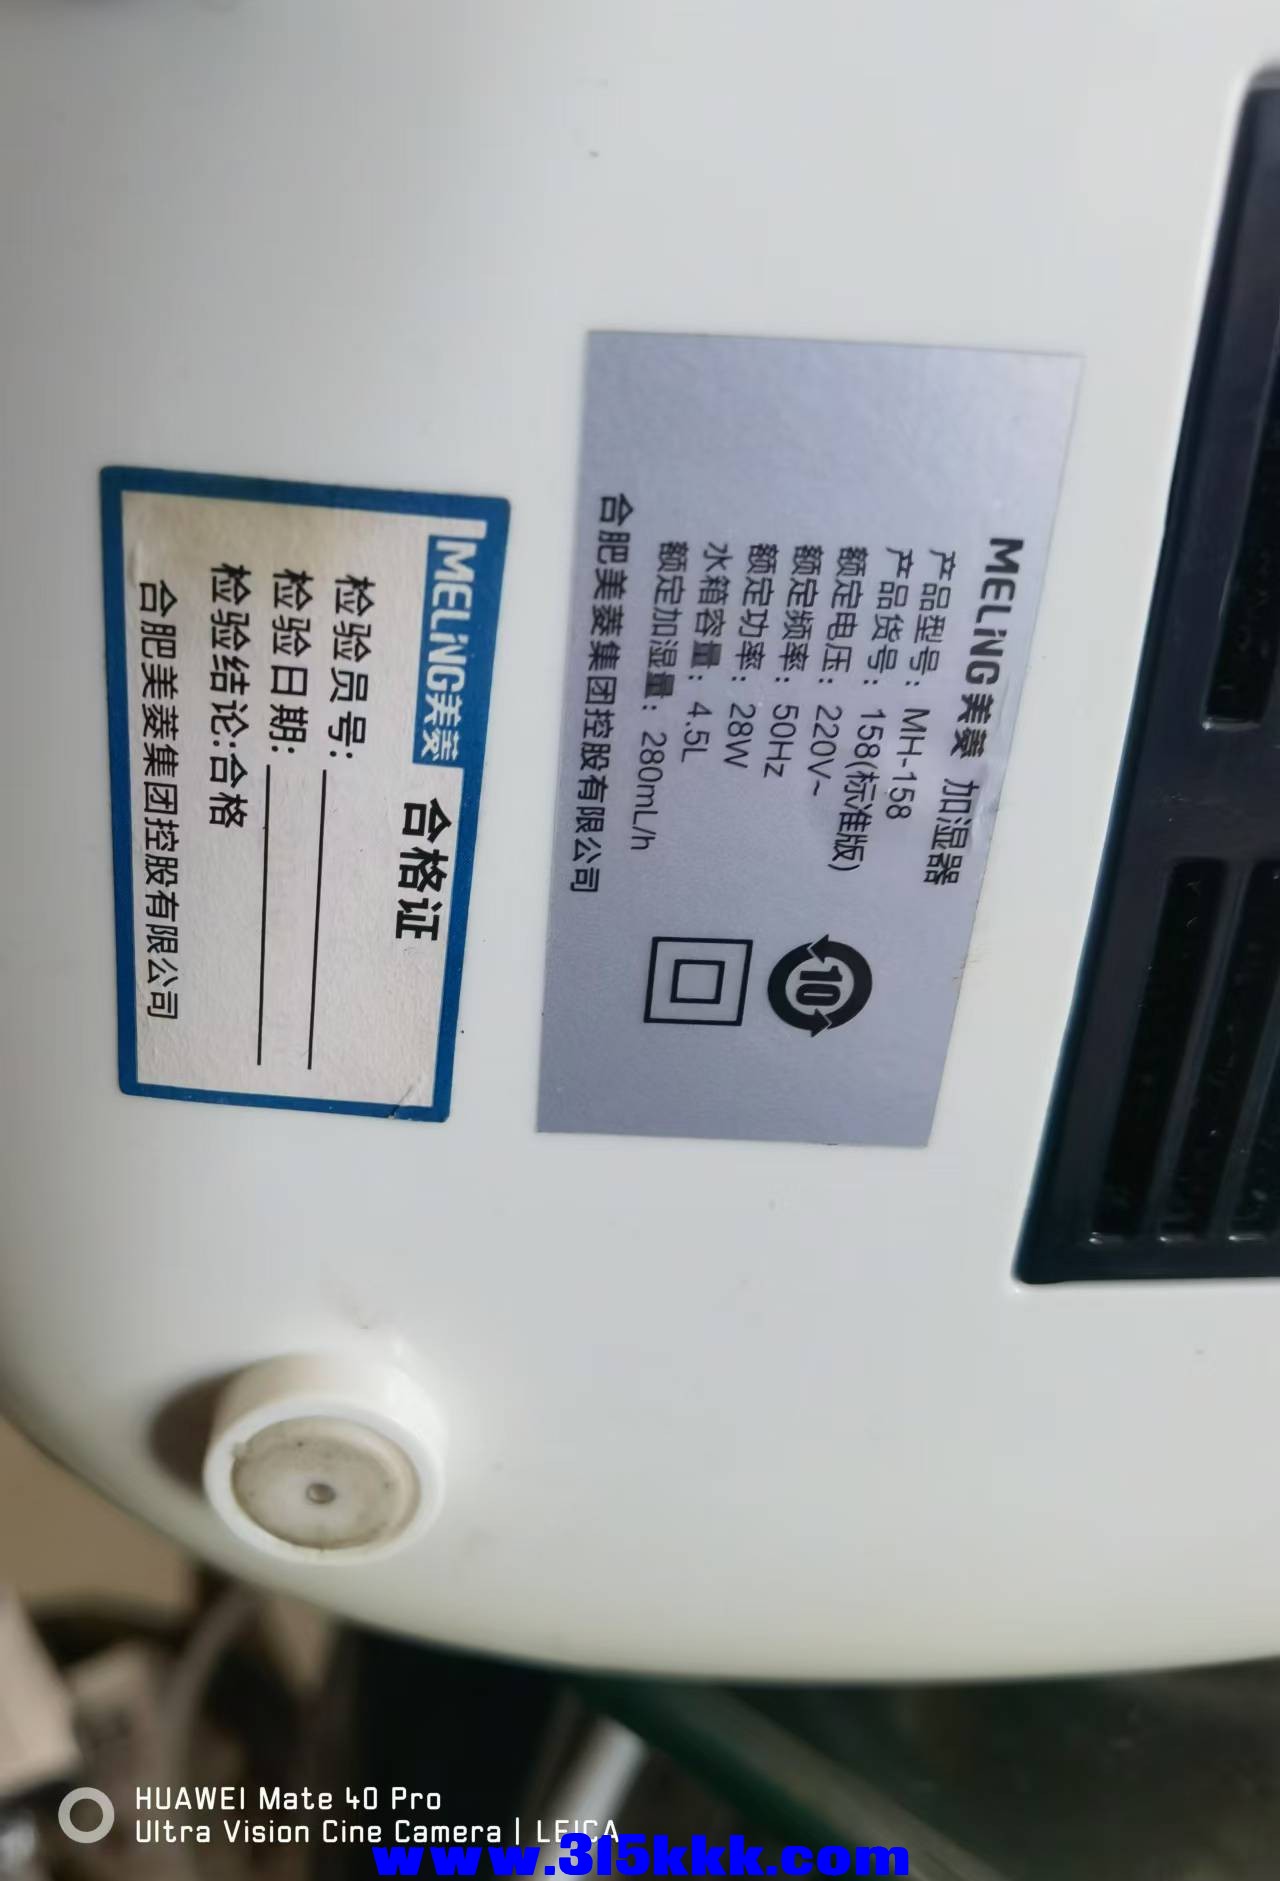 MELiNG美菱 加湿器
产品型号：MH-158
产品货号：158(标准版)
额定电压：220V~
额定频率：50Hz
额定功率：28W
水箱容量：4.5L
额定加湿量：280mL/h
合肥美菱集团控股有限公司
10
MELiNG美菱
合格证
检验员号:
检验日期:
检验结论:合格
合肥美菱集团控股有限公司
HUAWEI Mate 40 Pro
Ultra Vision Cine Camera | LEICA
www.315kkk.com